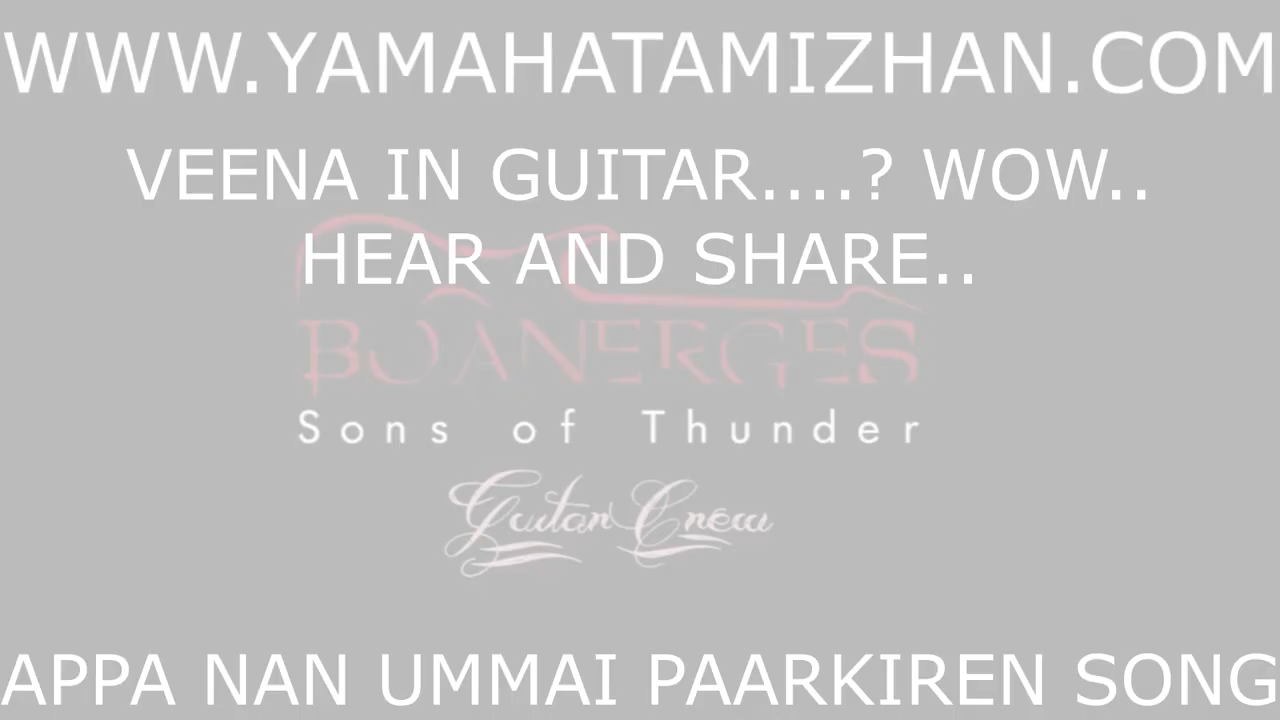 WWW.YAMAHATAMIZHAN.COM
VEENA IN GUITAR....? WOW..
HEAR AND SHARE..
BOANERGES
Sons of Thunder
Guitar Crew
APPA NAN UMMAI PAARKIREN SONG